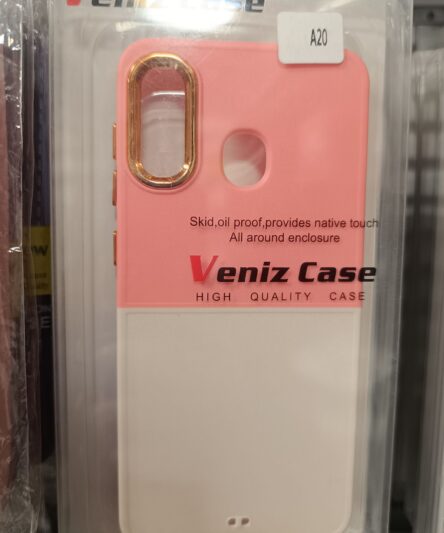 Veniz Case
A20
Skid,oil proof,provides native touch
All around enclosure
Veniz Case
HIGH QUALITY CASE